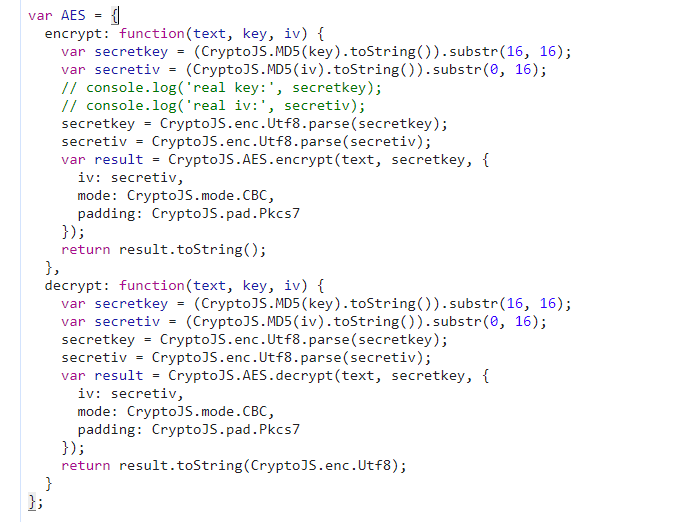 var AES = {
  encrypt: function(text, key, iv) {
    var secretkey = (CryptoJS.MD5(key).toString()).substr(16, 16);
    var secretiv = (CryptoJS.MD5(iv).toString()).substr(0, 16);
    // console.log('real key:', secretkey);
    // console.log('real iv:', secretiv);
    secretkey = CryptoJS.enc.Utf8.parse(secretkey);
    secretiv = CryptoJS.enc.Utf8.parse(secretiv);
    var result = CryptoJS.AES.encrypt(text, secretkey, {
      iv: secretiv,
      mode: CryptoJS.mode.CBC,
      padding: CryptoJS.pad.Pkcs7
    });
    return result.toString();
  },
  decrypt: function(text, key, iv) {
    var secretkey = (CryptoJS.MD5(key).toString()).substr(16, 16);
    var secretiv = (CryptoJS.MD5(iv).toString()).substr(0, 16);
    secretkey = CryptoJS.enc.Utf8.parse(secretkey);
    secretiv = CryptoJS.enc.Utf8.parse(secretiv);
    var result = CryptoJS.AES.decrypt(text, secretkey, {
      iv: secretiv,
      mode: CryptoJS.mode.CBC,
      padding: CryptoJS.pad.Pkcs7
    });
    return result.toString(CryptoJS.enc.Utf8);
  }
};